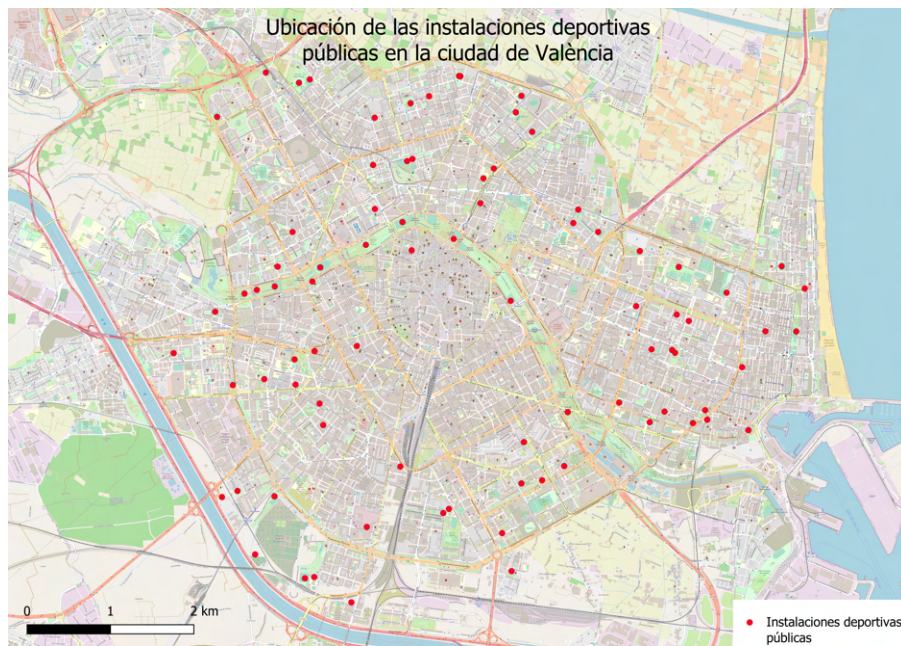 Ubicación de las instalaciones deportivas
públicas en la ciudad de València
0 1 2 km
Instalaciones deportivas
públicas